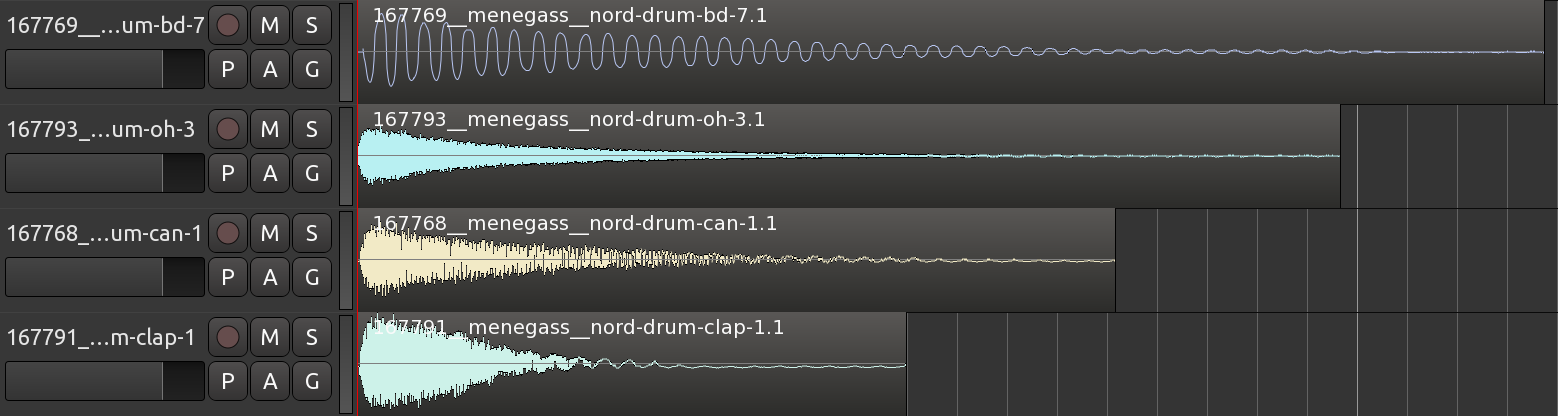 167769__...um-bd-7 M S 167769__menegass__nord-drum-bd-7.1
P A G
167793_...um-oh-3 M S 167793__menegass__nord-drum-oh-3.1
P A G
167768_...um-can-1 M S 167768__menegass__nord-drum-can-1.1
P A G
167791_...m-clap-1 M S 167791__menegass__nord-drum-clap-1.1
P A G